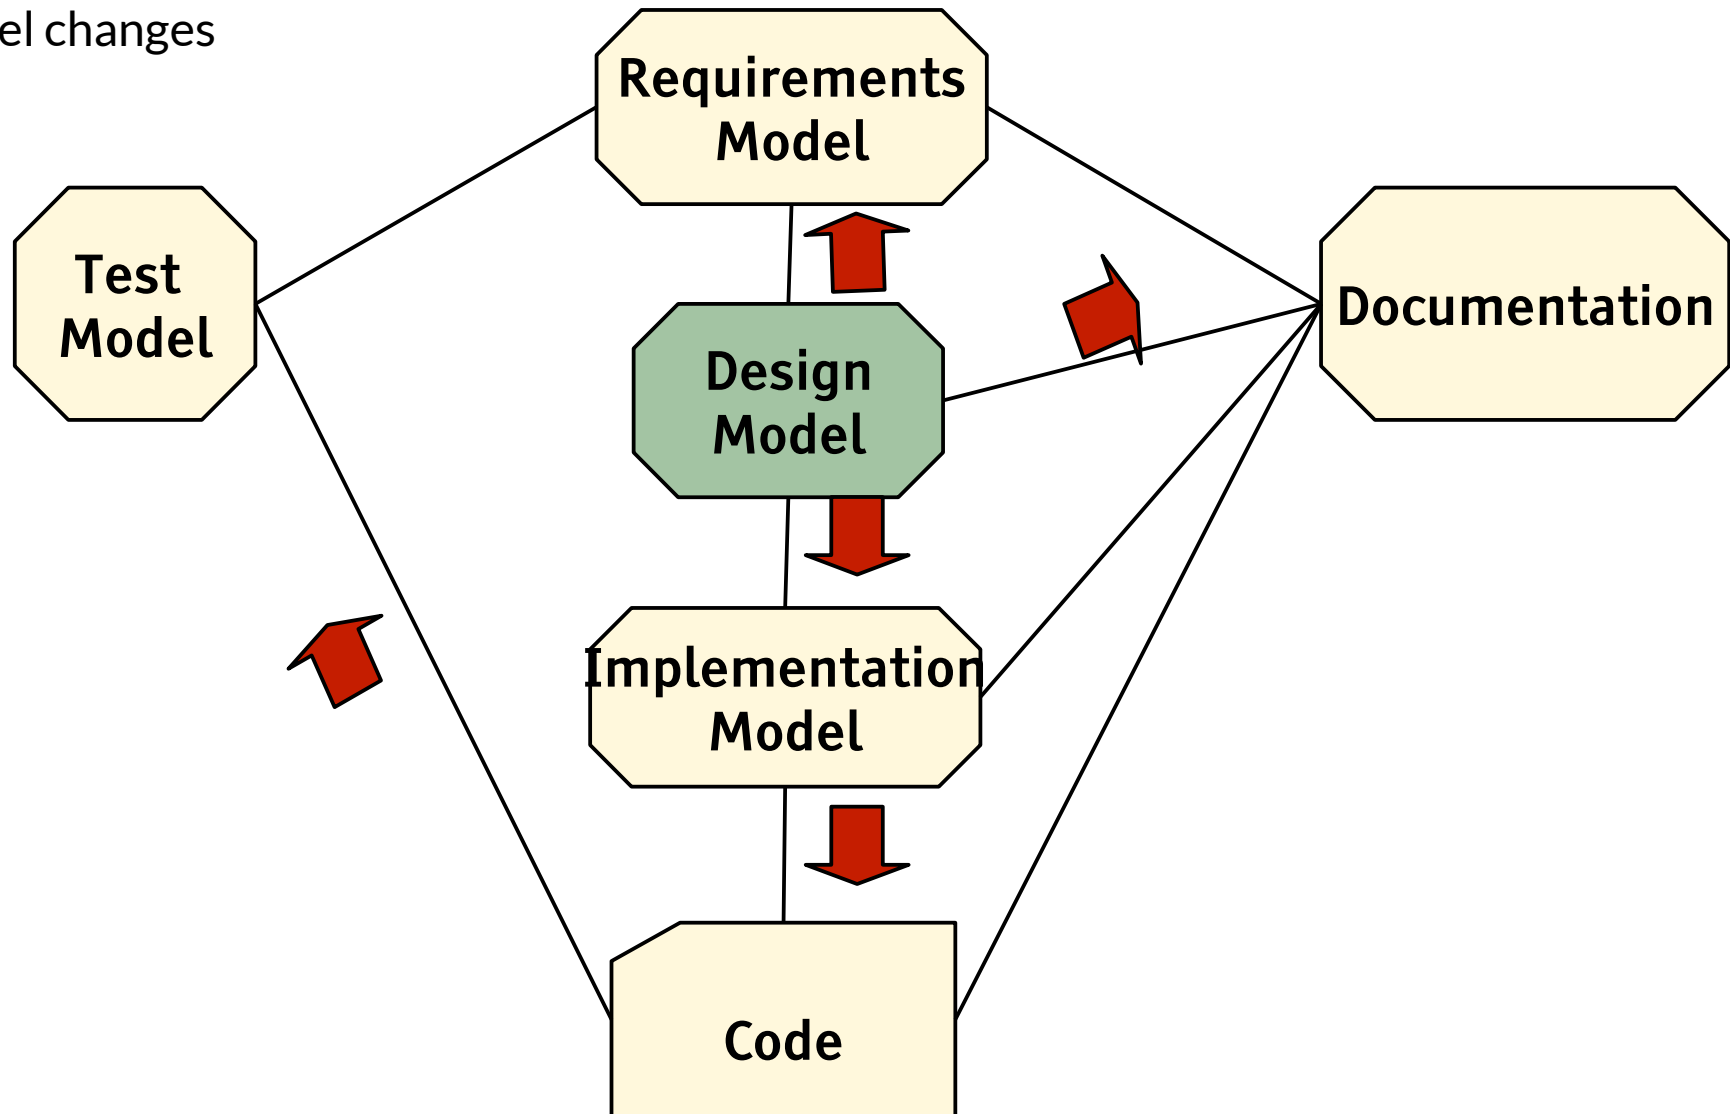 el changes
Requirements
Model
Test
Model
Documentation
Design
Model
Implementation
Model
Code